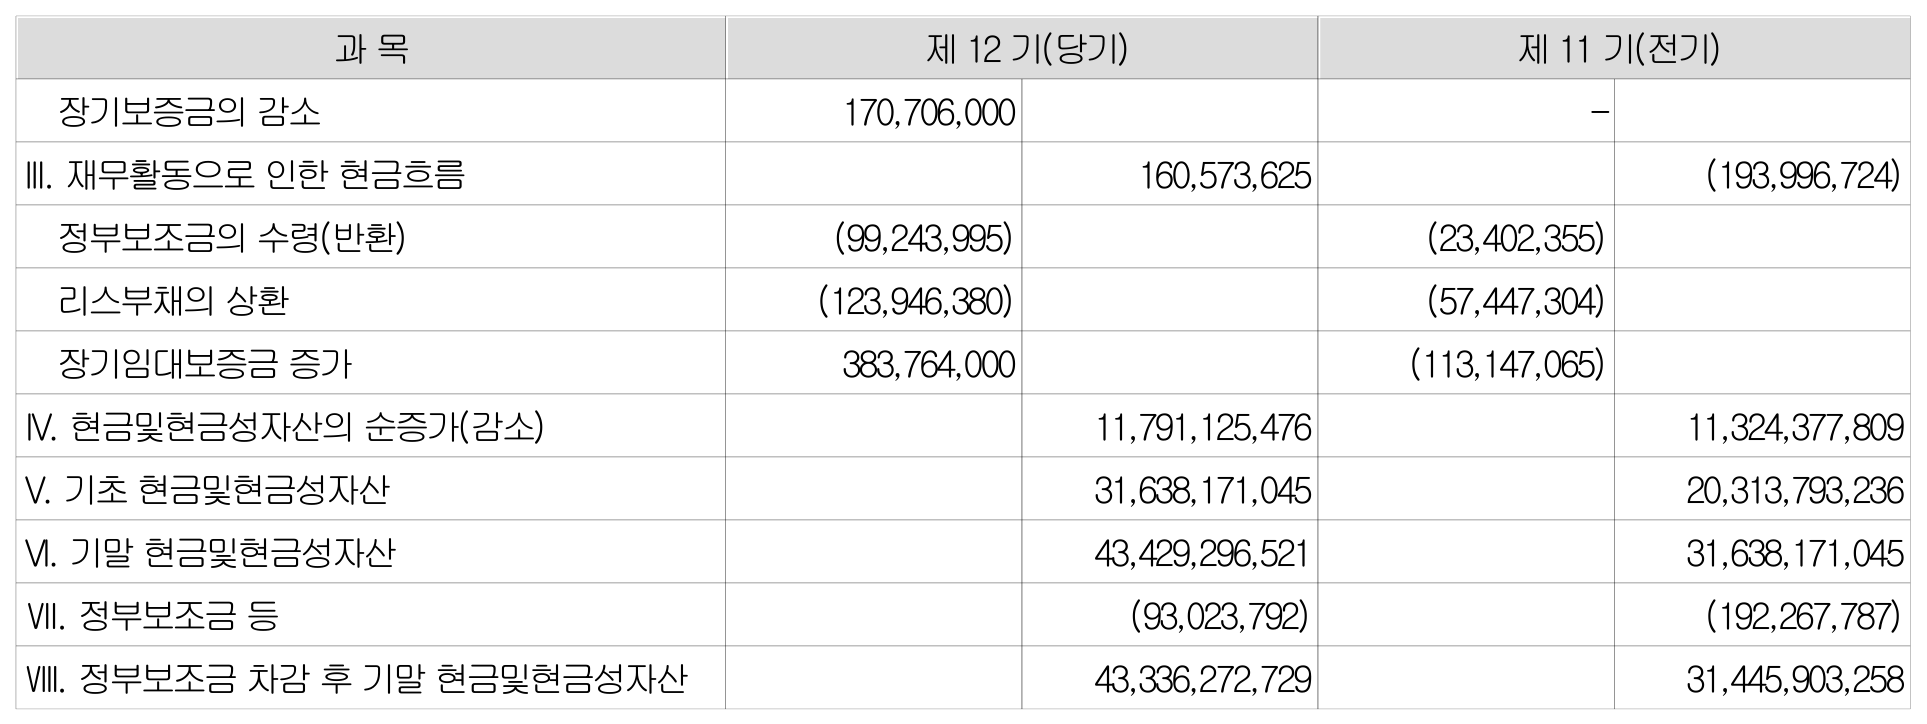 과 목 제 12 기(당기) 제 11 기(전기)
장기보증금의 감소 170,706,000 -
III. 재무활동으로 인한 현금흐름 160,573,625 (193,996,724)
정부보조금의 수령(반환) (99,243,995) (23,402,355)
리스부채의 상환 (123,946,380) (57,447,304)
장기임대보증금 증가 383,764,000 (113,147,065)
IV. 현금및현금성자산의 순증가(감소) 11,791,125,476 11,324,377,809
V. 기초 현금및현금성자산 31,638,171,045 20,313,793,236
VI. 기말 현금및현금성자산 43,429,296,521 31,638,171,045
VII. 정부보조금 등 (93,023,792) (192,267,787)
VIII. 정부보조금 차감 후 기말 현금및현금성자산 43,336,272,729 31,445,903,258